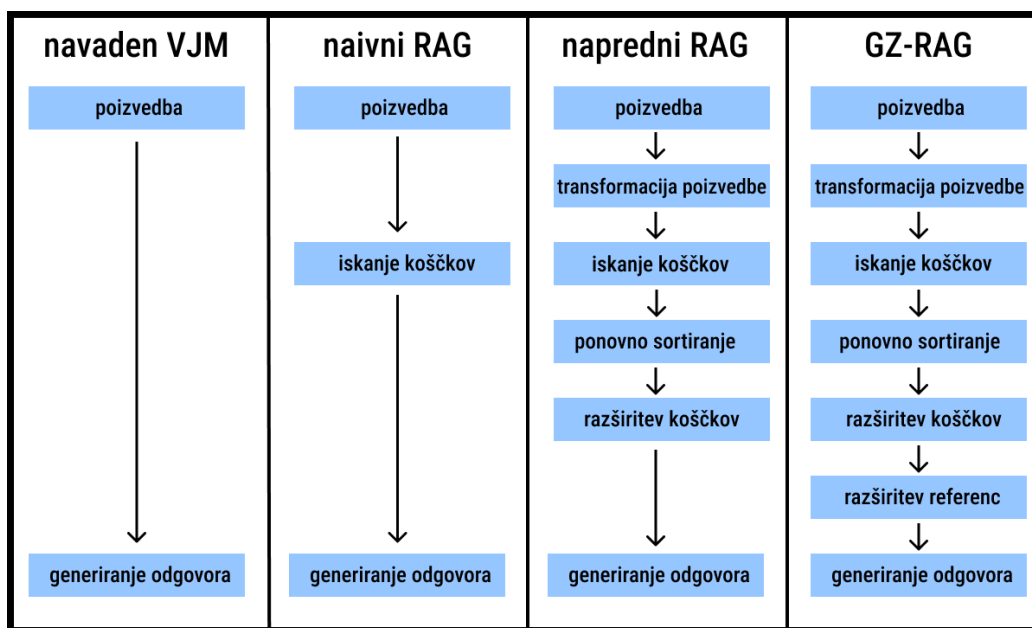 navaden VJM
poizvedba
generiranje odgovora
naivni RAG
poizvedba
iskanje koščkov
generiranje odgovora
napredni RAG
poizvedba
transformacija poizvedbe
iskanje koščkov
ponovno sortiranje
razširitev koščkov
generiranje odgovora
GZ-RAG
poizvedba
transformacija poizvedbe
iskanje koščkov
ponovno sortiranje
razširitev koščkov
razširitev referenc
generiranje odgovora